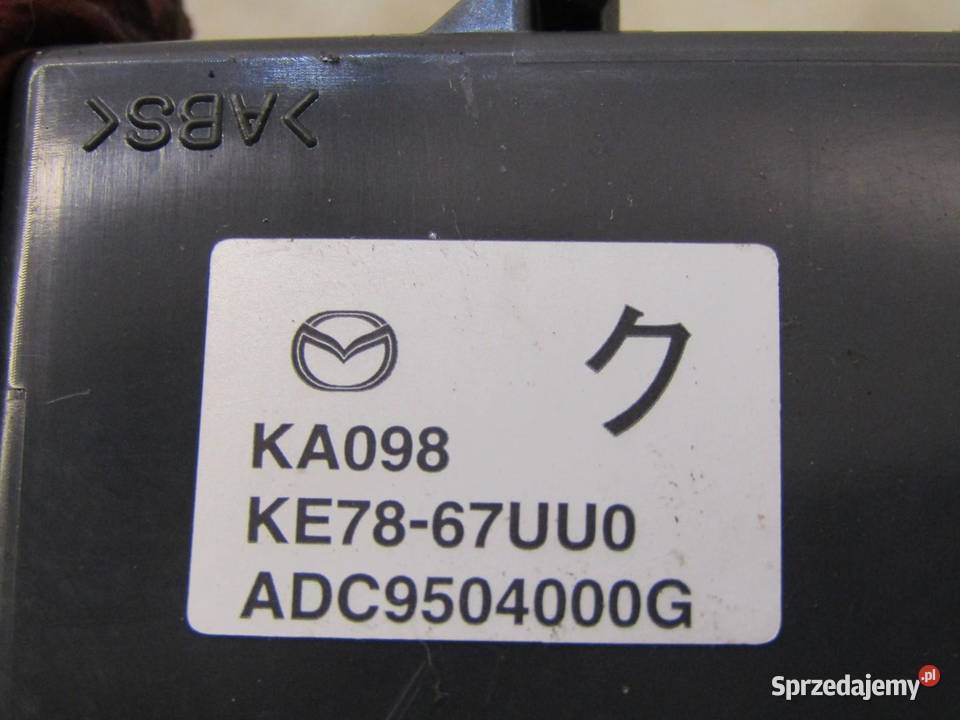 >ABS<
ク
KA098
KE78-67UU0
ADC9504000G
Sprzedajemy.pl